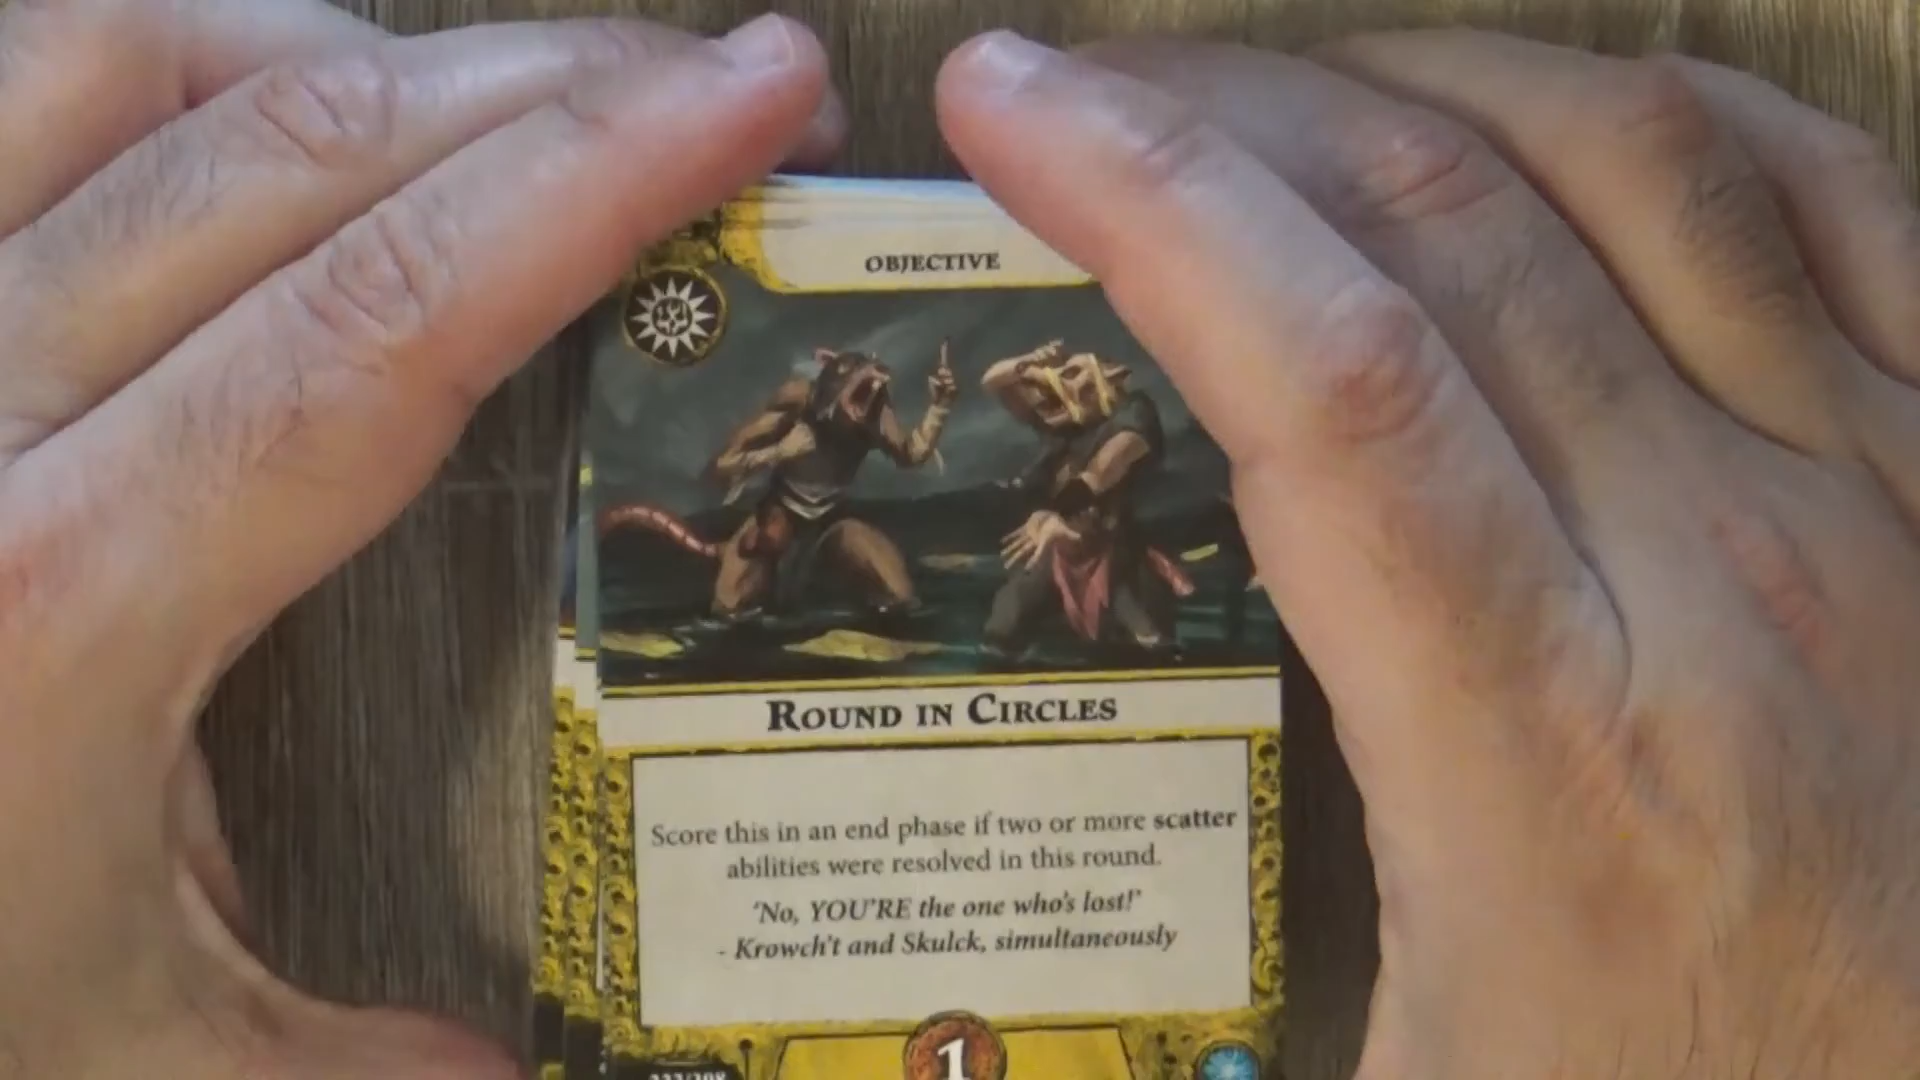 OBJECTIVE
ROUND IN CIRCLES
Score this in an end phase if two or more scatter
abilities were resolved in this round.
'No, YOU'RE the one who's lost!'
- Krowch't and Skulck, simultaneously
1